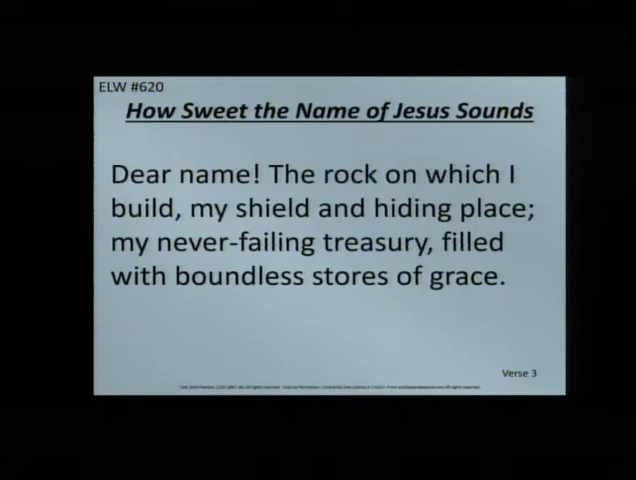 ELW #620
How Sweet the Name of Jesus Sounds
Dear name! The rock on which I
build, my shield and hiding place;
my never-failing treasury, filled
with boundless stores of grace.
Verse 3